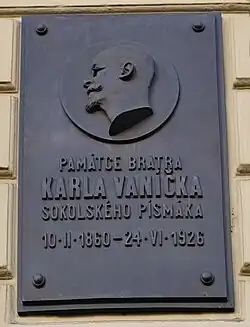 PAMÁTCE BRATRA
KARLA VANÍČKA
SOKOLSKÉHO PÍSMÁKA
10·II·1860–24·VI·1926